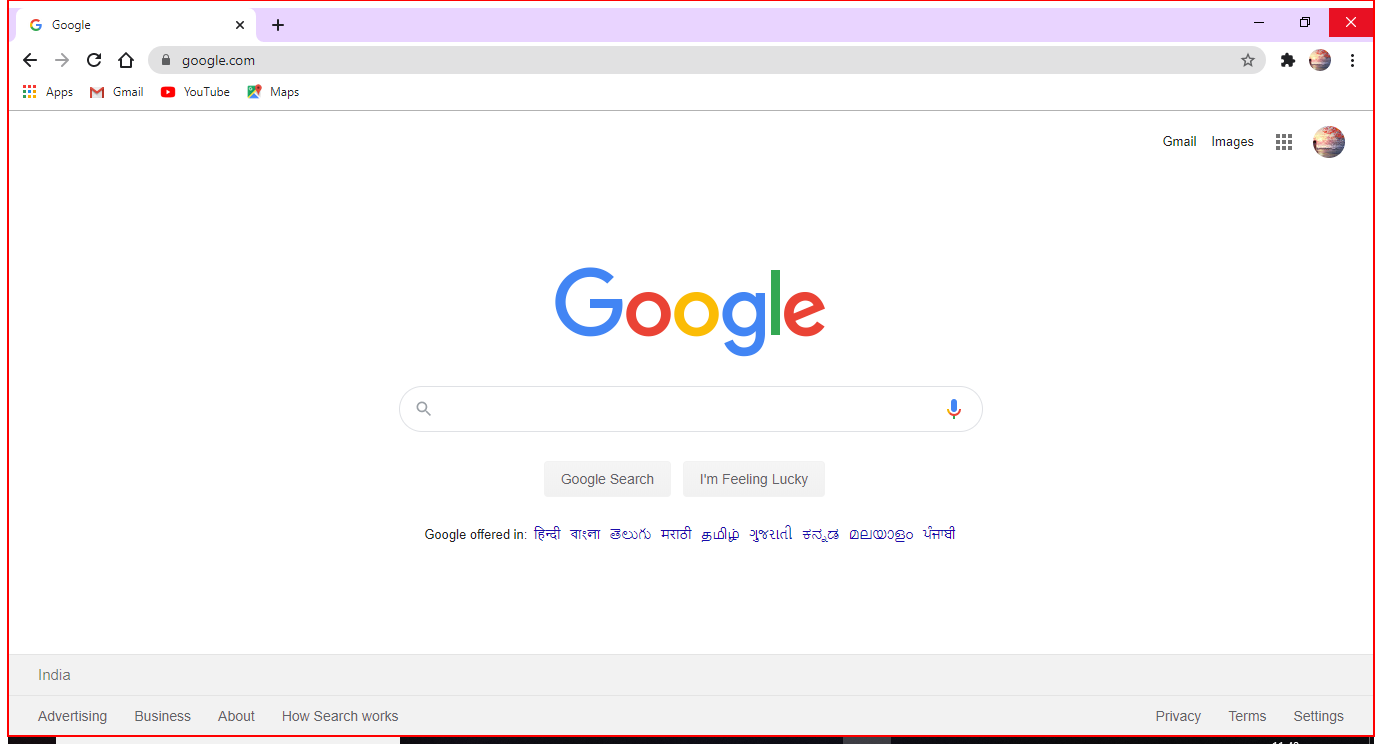 Google
google.com
Apps Gmail YouTube Maps
Gmail Images
Google
Google Search I'm Feeling Lucky
Google offered in: हिन्दी বাংলা తెలుగు मराठी தமிழ் ગુજરાતી ಕನ್ನಡ മലയാളം ਪੰਜਾਬੀ
India
Advertising Business About How Search works Privacy Terms Settings